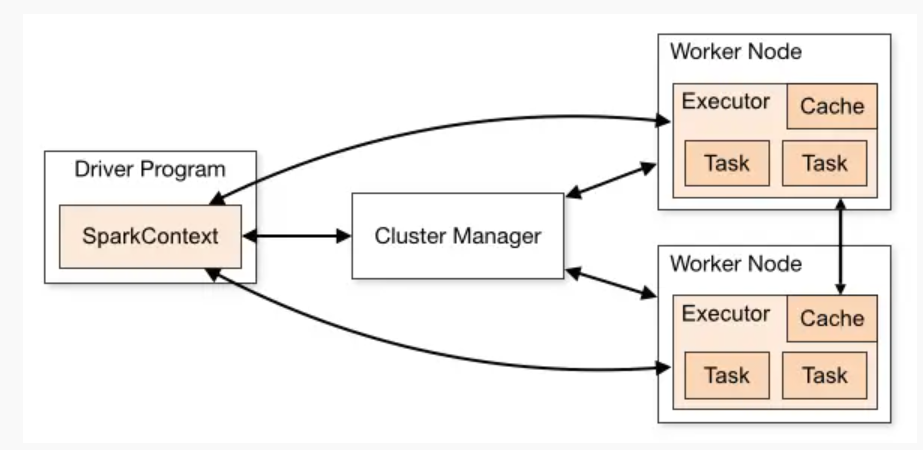 Driver Program
SparkContext
Cluster Manager
Worker Node
Executor
Cache
Task
Task
Worker Node
Executor
Cache
Task
Task